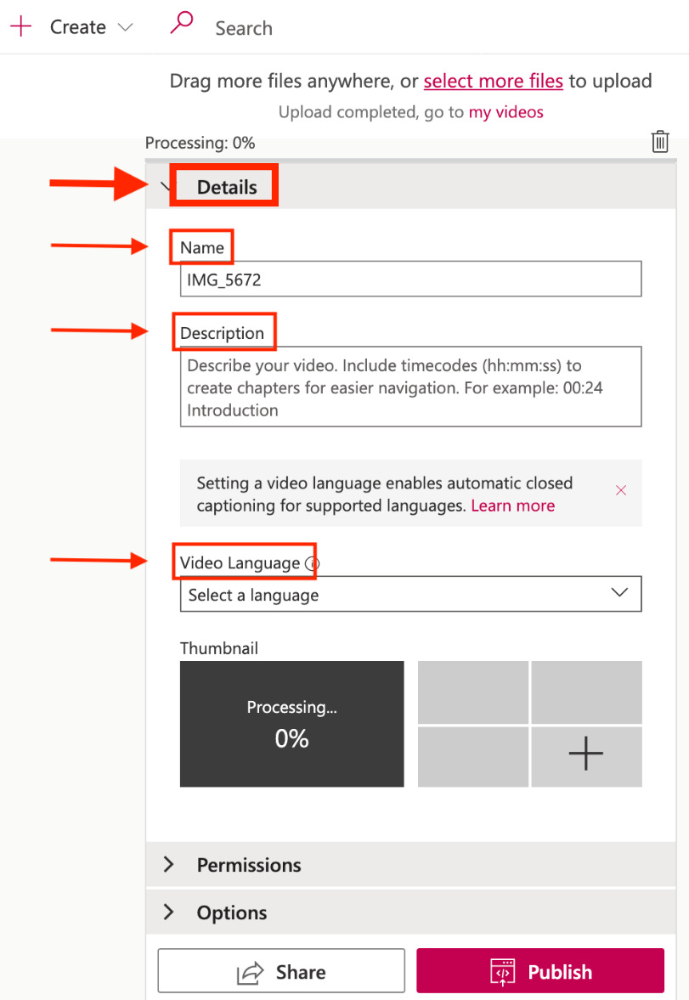 Create
Search
Drag more files anywhere, or select more files to upload
Upload completed, go to my videos
Processing: 0%
Details
Name
IMG_5672
Description
Describe your video. Include timecodes (hh:mm:ss) to
create chapters for easier navigation. For example: 00:24
Introduction
Setting a video language enables automatic closed
captioning for supported languages. Learn more
Video Language
Select a language
Thumbnail
Processing...
0%
Permissions
Options
Share
Publish